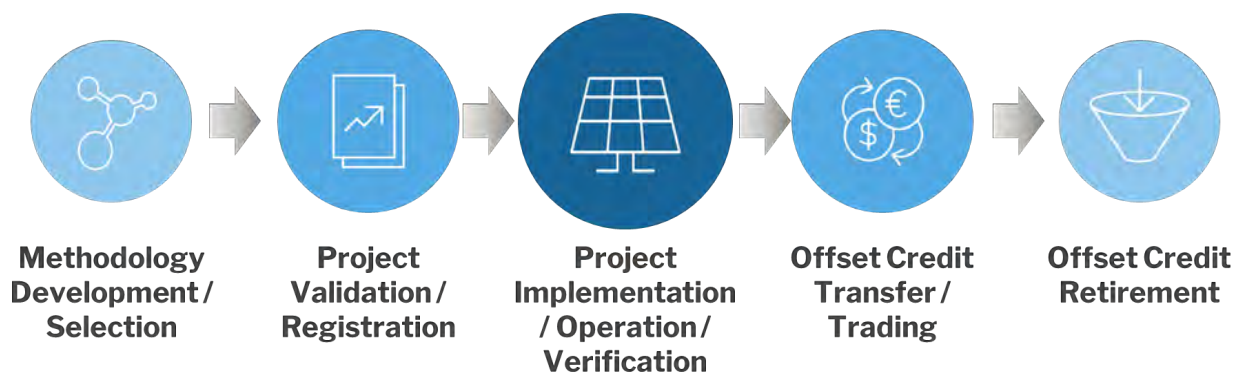 Methodology
Development /
Selection
Project
Validation /
Registration
Project
Implementation
/ Operation /
Verification
Offset Credit
Transfer /
Trading
Offset Credit
Retirement
$
€